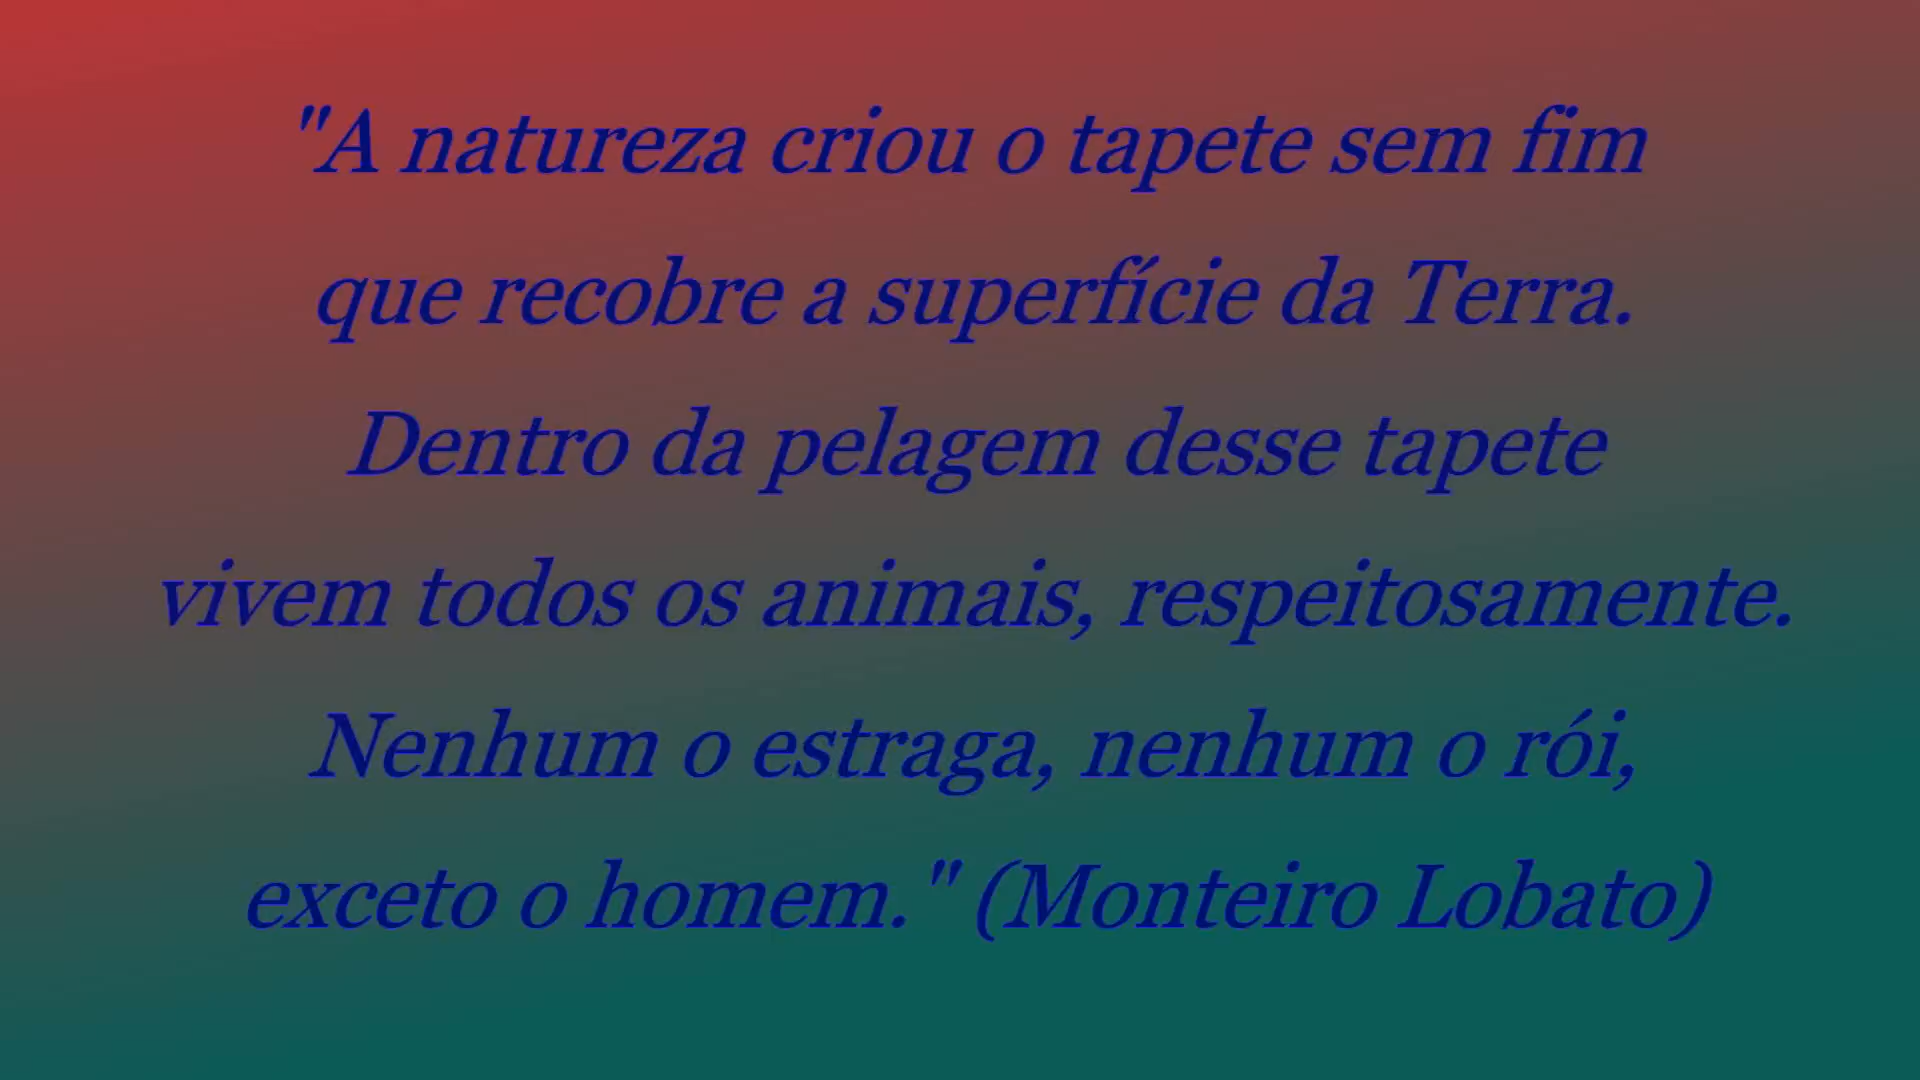 "A natureza criou o tapete sem fim
que recobre a superfície da Terra.
Dentro da pelagem desse tapete
vivem todos os animais, respeitosamente.
Nenhum o estraga, nenhum o rói,
exceto o homem." (Monteiro Lobato)